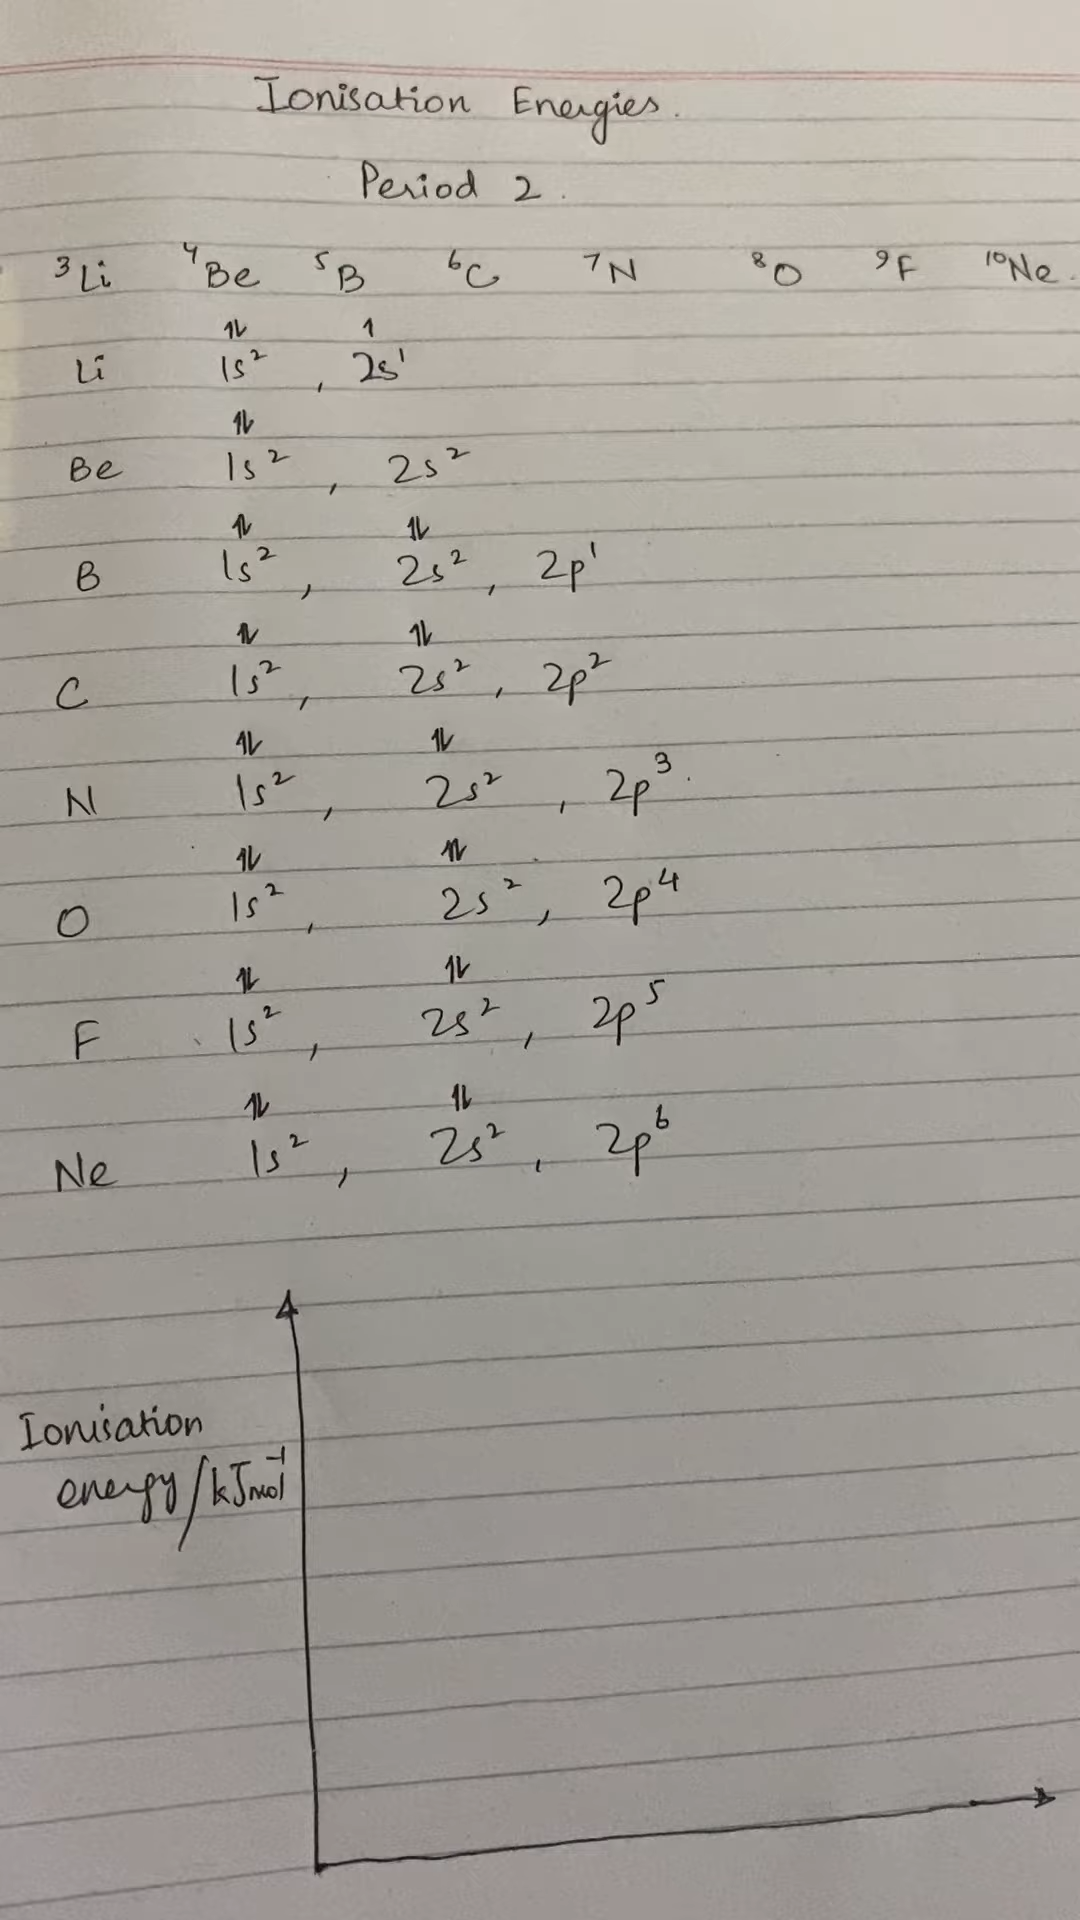 Ionisation Energies.
Period 2.
³Li ⁴Be ⁵B ⁶C ⁷N ⁸O ⁹F ¹⁰Ne.
⥮ ↿
Li 1s², 2s¹
⥮
Be 1s², 2s²
⥮ ⥮
B 1s², 2s², 2p¹
⥮ ⥮
C 1s², 2s², 2p²
⥮ ⥮
N 1s², 2s², 2p³.
⥮ ⥮
O 1s², 2s², 2p⁴
⥮ ⥮
F 1s², 2s², 2p⁵
⥮ ⥮
Ne 1s², 2s², 2p⁶
Ionisation
energy/kJmol⁻¹